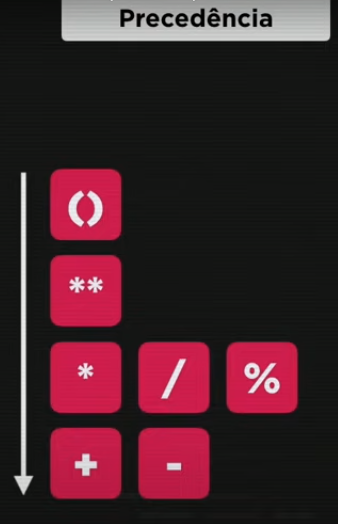 Precedência
()
**
* / %
+ -